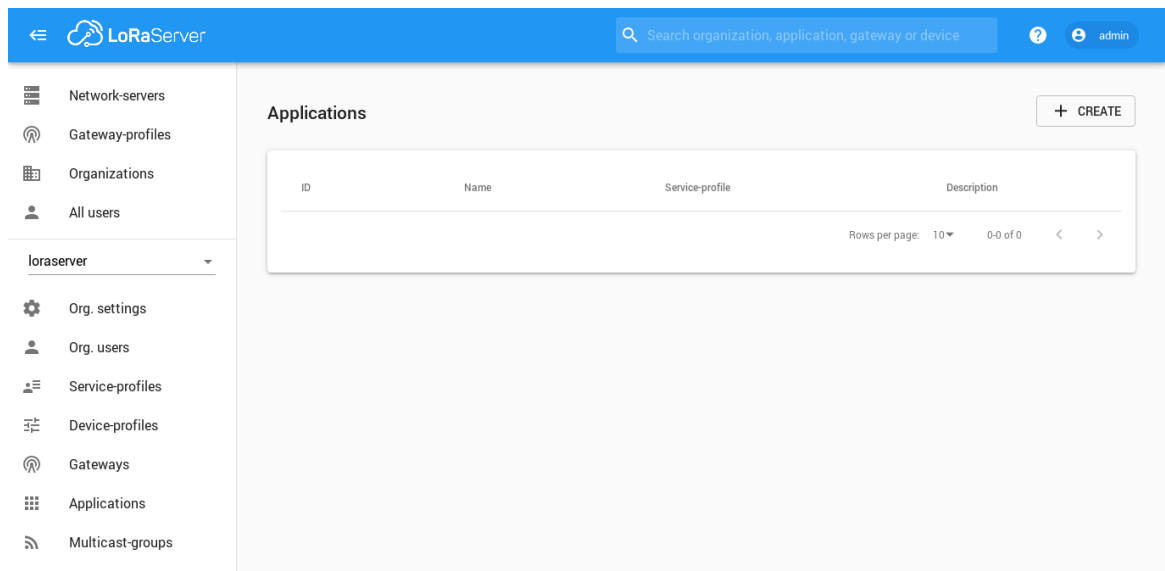 LoRaServer
Search organization, application, gateway or device
admin
Network-servers
Gateway-profiles
Organizations
All users
loraserver
Org. settings
Org. users
Service-profiles
Device-profiles
Gateways
Applications
Multicast-groups
Applications
CREATE
ID Name Service-profile Description
Rows per page: 10 0-0 of 0